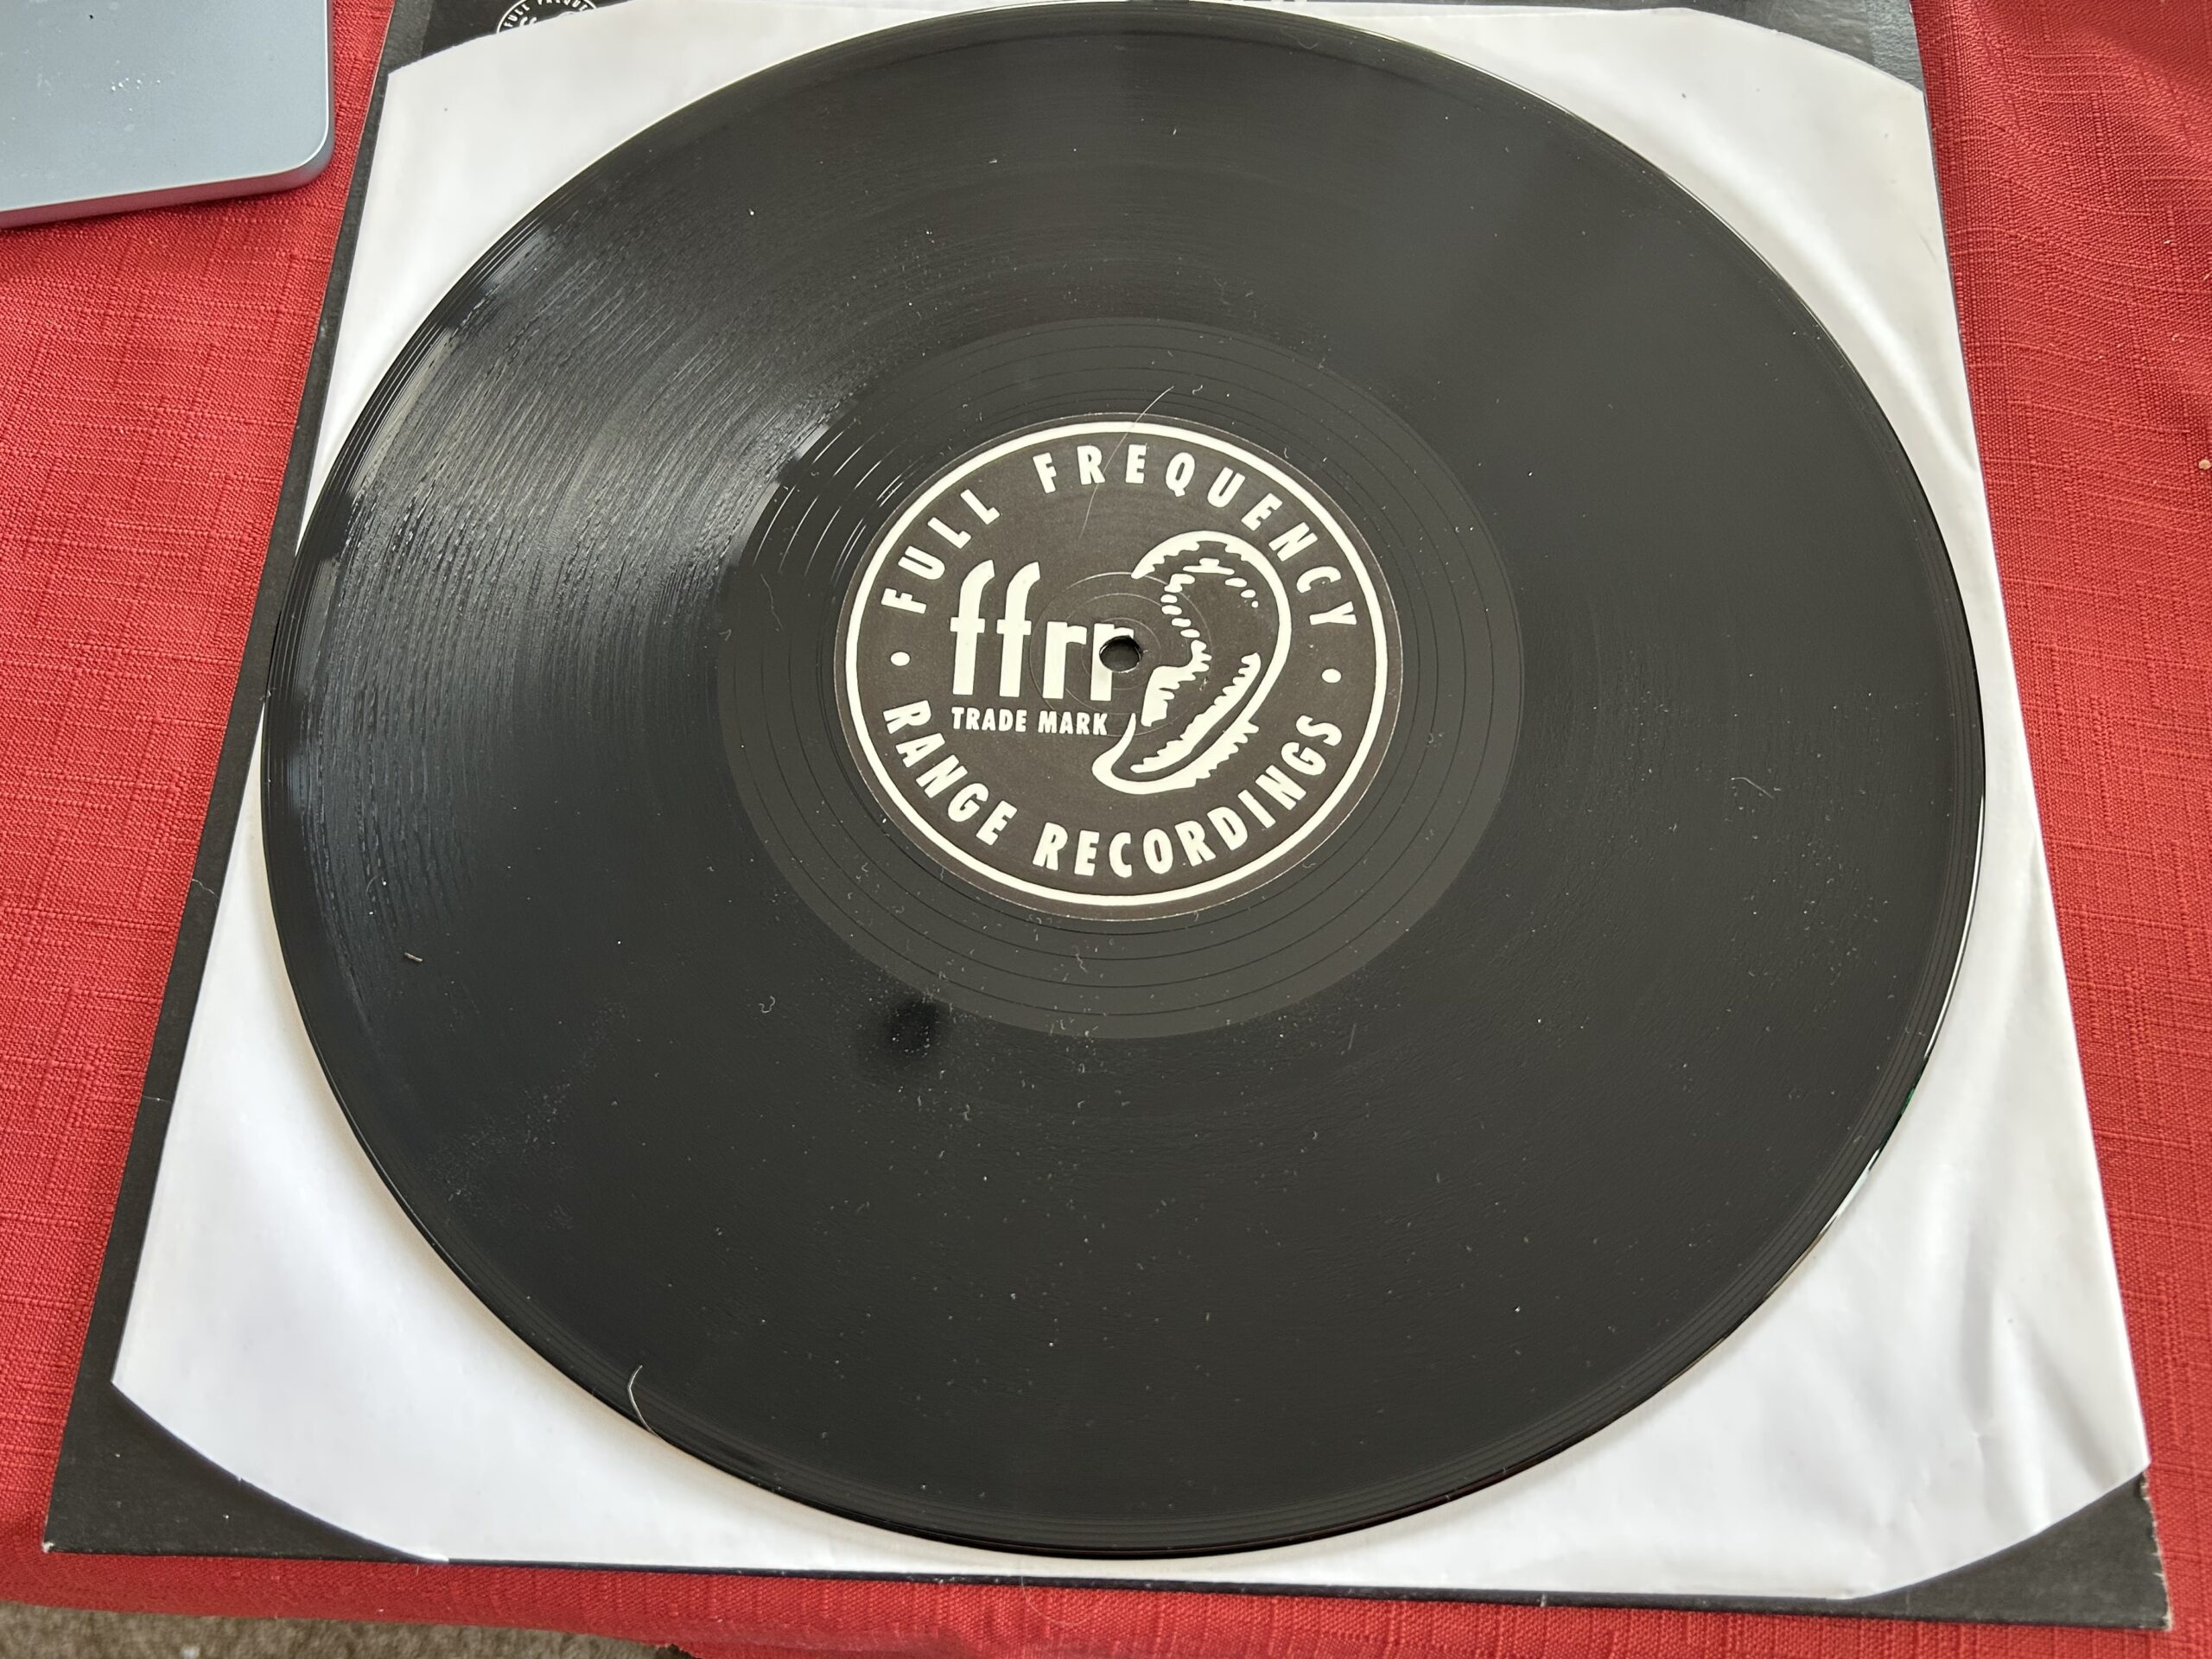 FULL FREQUENCY
ffrr
TRADE MARK
RANGE RECORDINGS